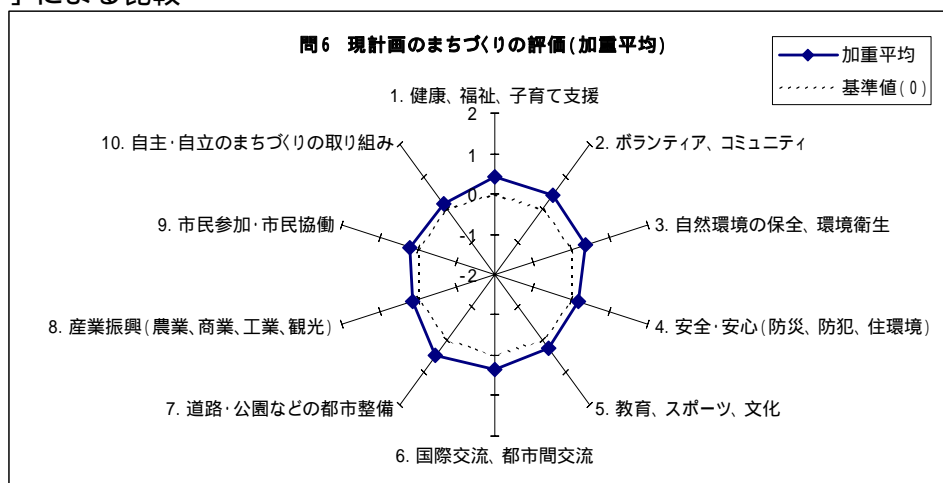 による比較
問6 現計画のまちづくりの評価(加重平均)
加重平均
基準値(0)
1. 健康、福祉、子育て支援
2. ボランティア、コミュニティ
3. 自然環境の保全、環境衛生
4. 安全・安心(防災、防犯、住環境)
5. 教育、スポーツ、文化
6. 国際交流、都市間交流
7. 道路・公園などの都市整備
8. 産業振興(農業、商業、工業、観光)
9. 市民参加・市民協働
10. 自主・自立のまちづくりの取り組み
2
1
0
-1
-2